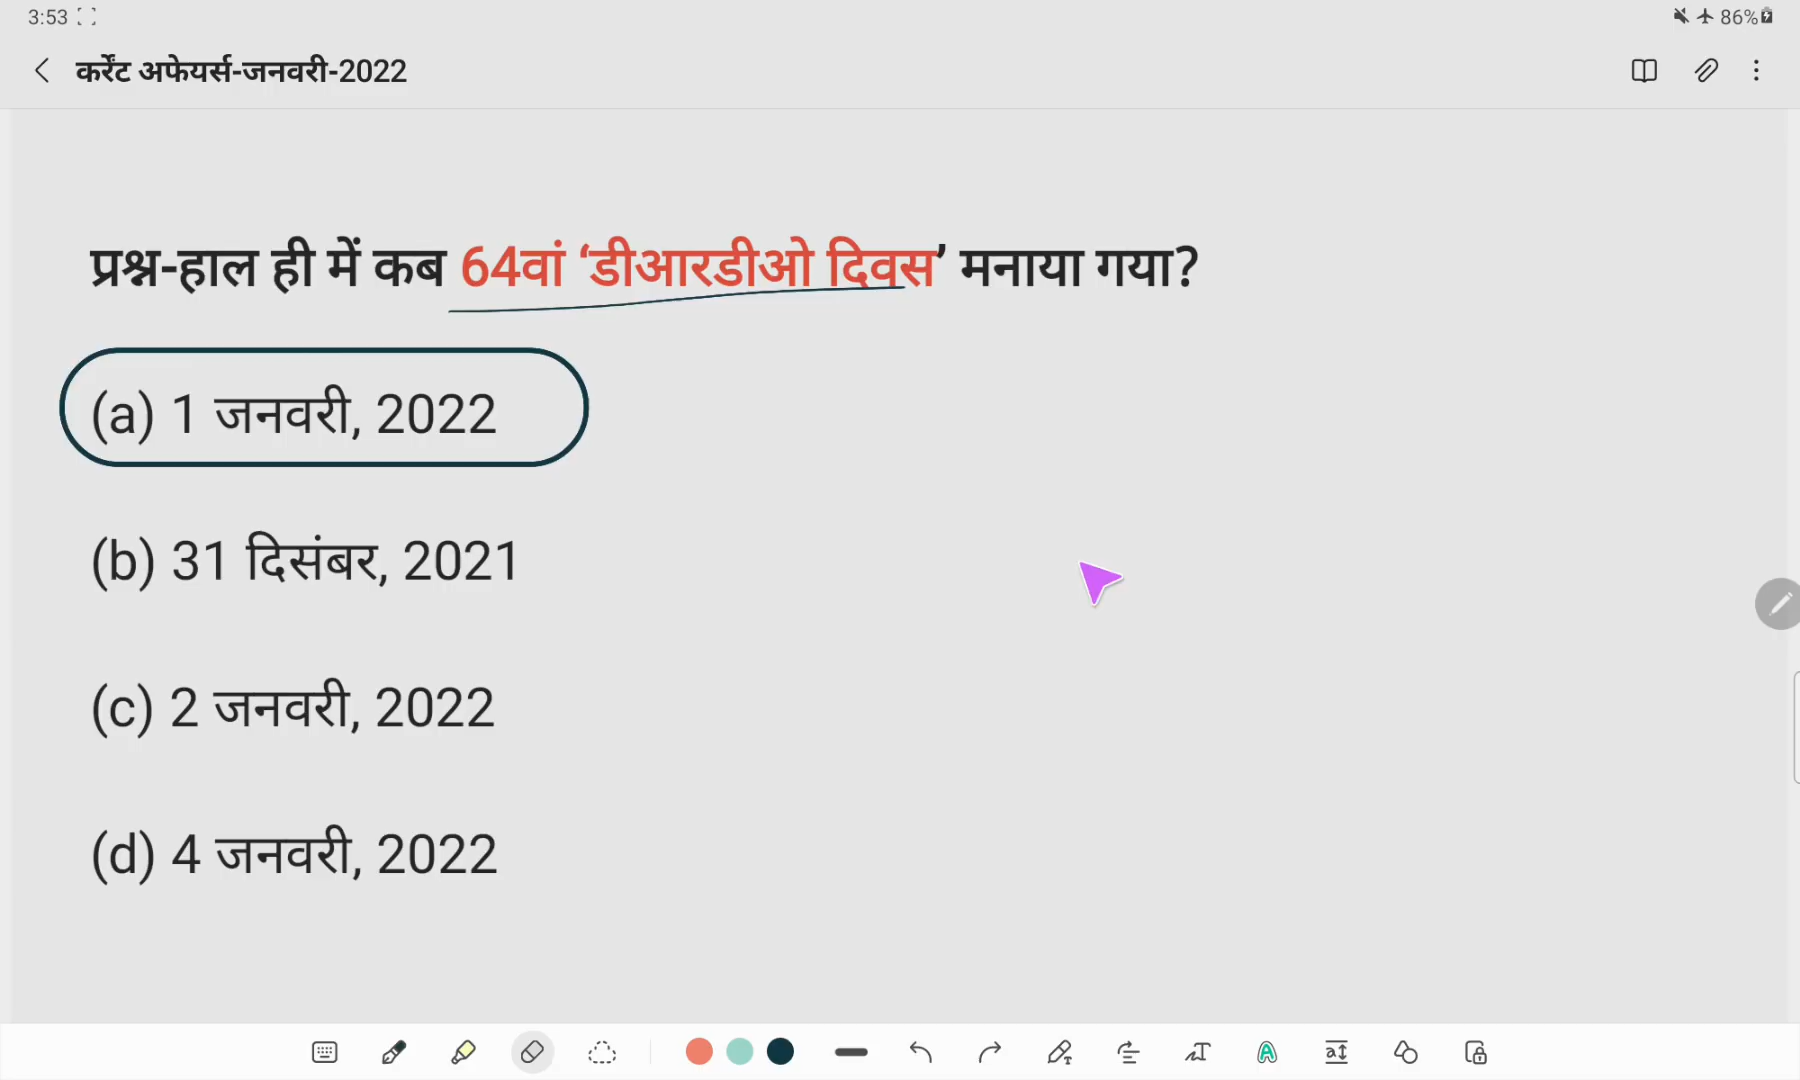 3:53
86%
करेंट अफेयर्स-जनवरी-2022
प्रश्न-हाल ही में कब 64वां ‘डीआरडीओ दिवस’ मनाया गया?
(a) 1 जनवरी, 2022
(b) 31 दिसंबर, 2021
(c) 2 जनवरी, 2022
(d) 4 जनवरी, 2022